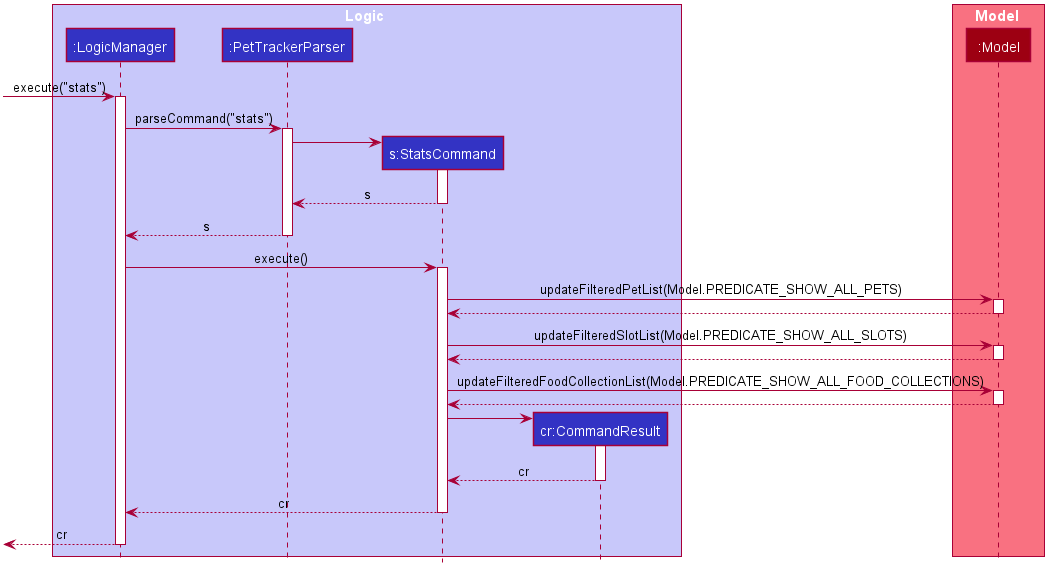 Logic
Model
:LogicManager
:PetTrackerParser
:Model
execute("stats")
parseCommand("stats")
s:StatsCommand
s
s
execute()
updateFilteredPetList(Model.PREDICATE_SHOW_ALL_PETS)
updateFilteredSlotList(Model.PREDICATE_SHOW_ALL_SLOTS)
updateFilteredFoodCollectionList(Model.PREDICATE_SHOW_ALL_FOOD_COLLECTIONS)
cr:CommandResult
cr
cr
cr